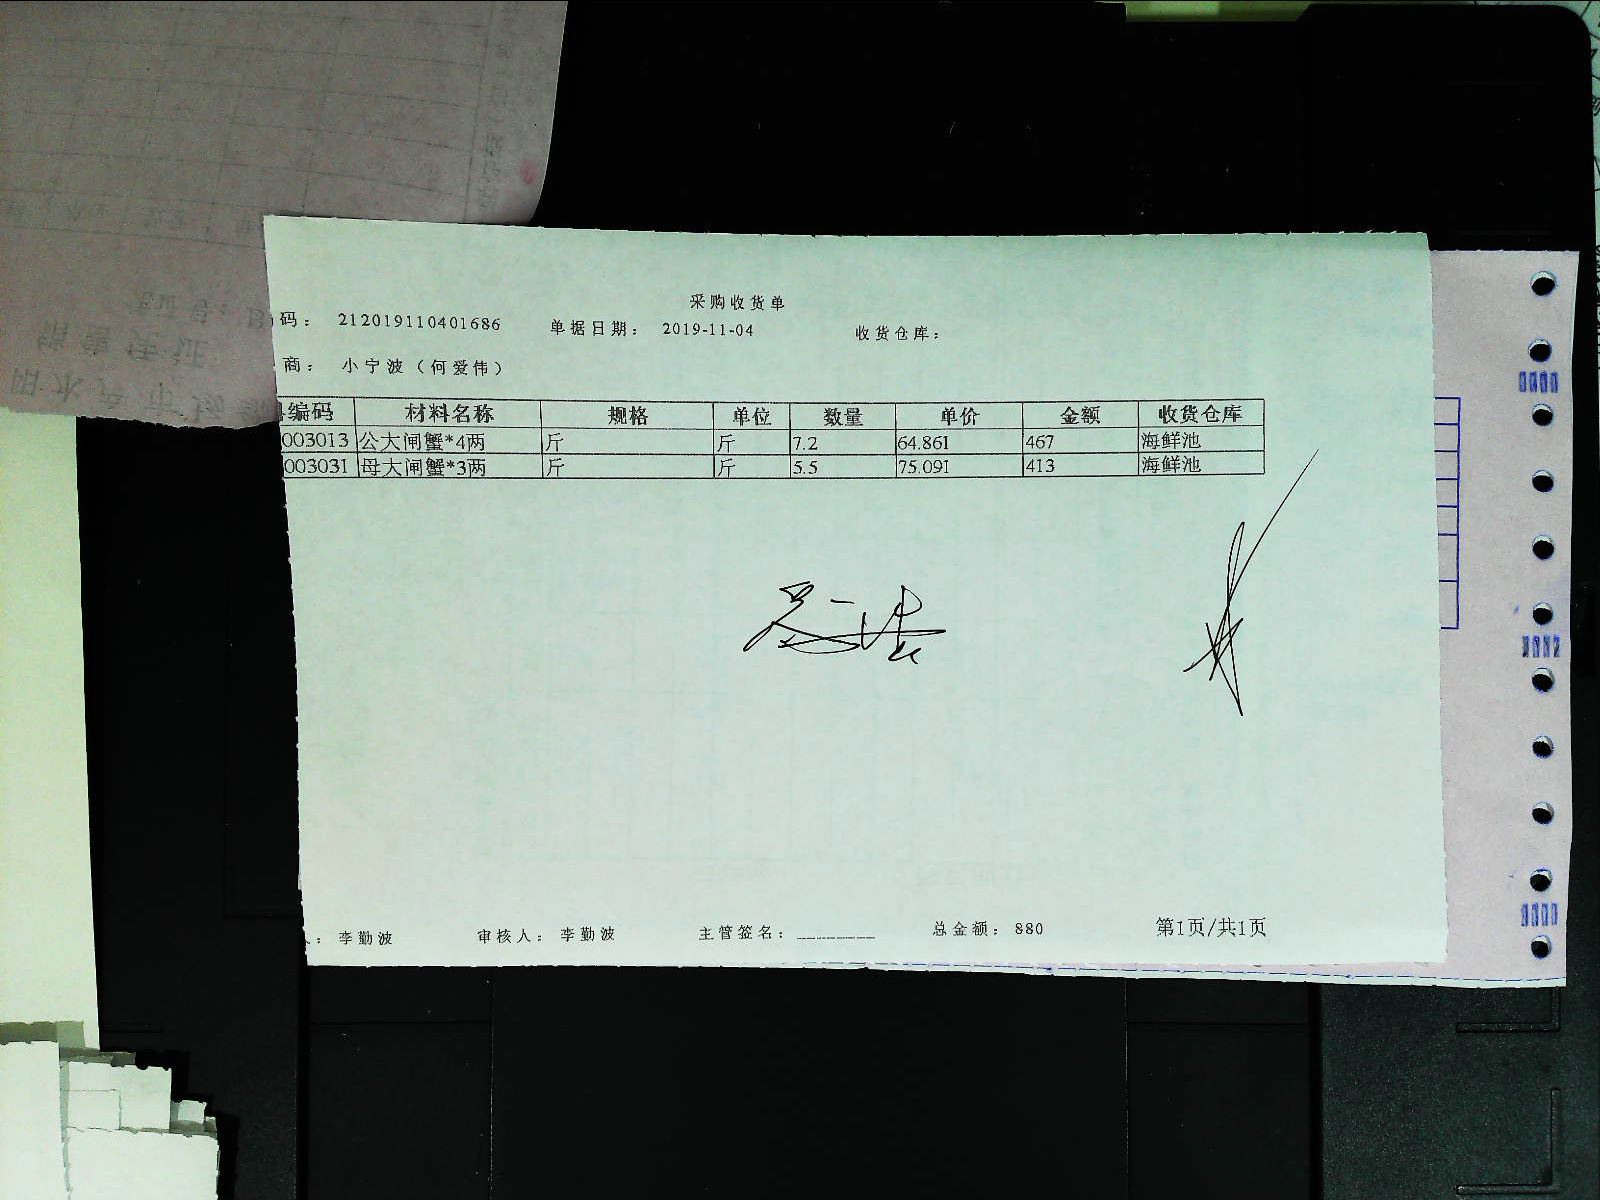 采购收货单
码： 212019110401686 单据日期： 2019-11-04 收货仓库：
商： 小宁波（何爱伟）
编码 材料名称 规格 单位 数量 单价 金额 收货仓库
003013 公大闸蟹*4两 斤 斤 7.2 64.861 467 海鲜池
003031 母大闸蟹*3两 斤 斤 5.5 75.091 413 海鲜池
人： 李勤波 审核人： 李勤波 主管签名： ________ 总金额： 880 第1页/共1页